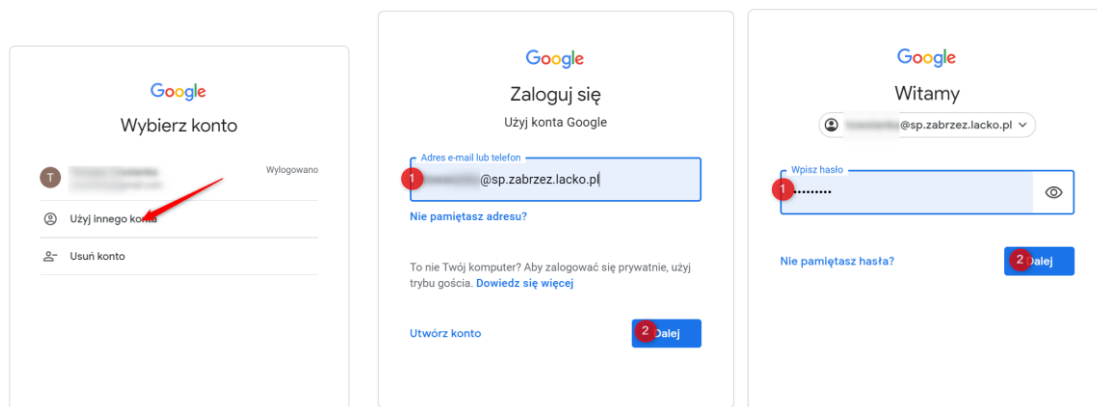 Google
Wybierz konto
T
Wylogowano
Użyj innego konta
Usuń konto
Google
Zaloguj się
Użyj konta Google
Adres e-mail lub telefon
1
@sp.zabrzez.lacko.pl
Nie pamiętasz adresu?
To nie Twój komputer? Aby zalogować się prywatnie, użyj
trybu gościa. Dowiedz się więcej
Utwórz konto
2 Dalej
Google
Witamy
@sp.zabrzez.lacko.pl
Wpisz hasło
1 •••••••••
Nie pamiętasz hasła?
2 Dalej